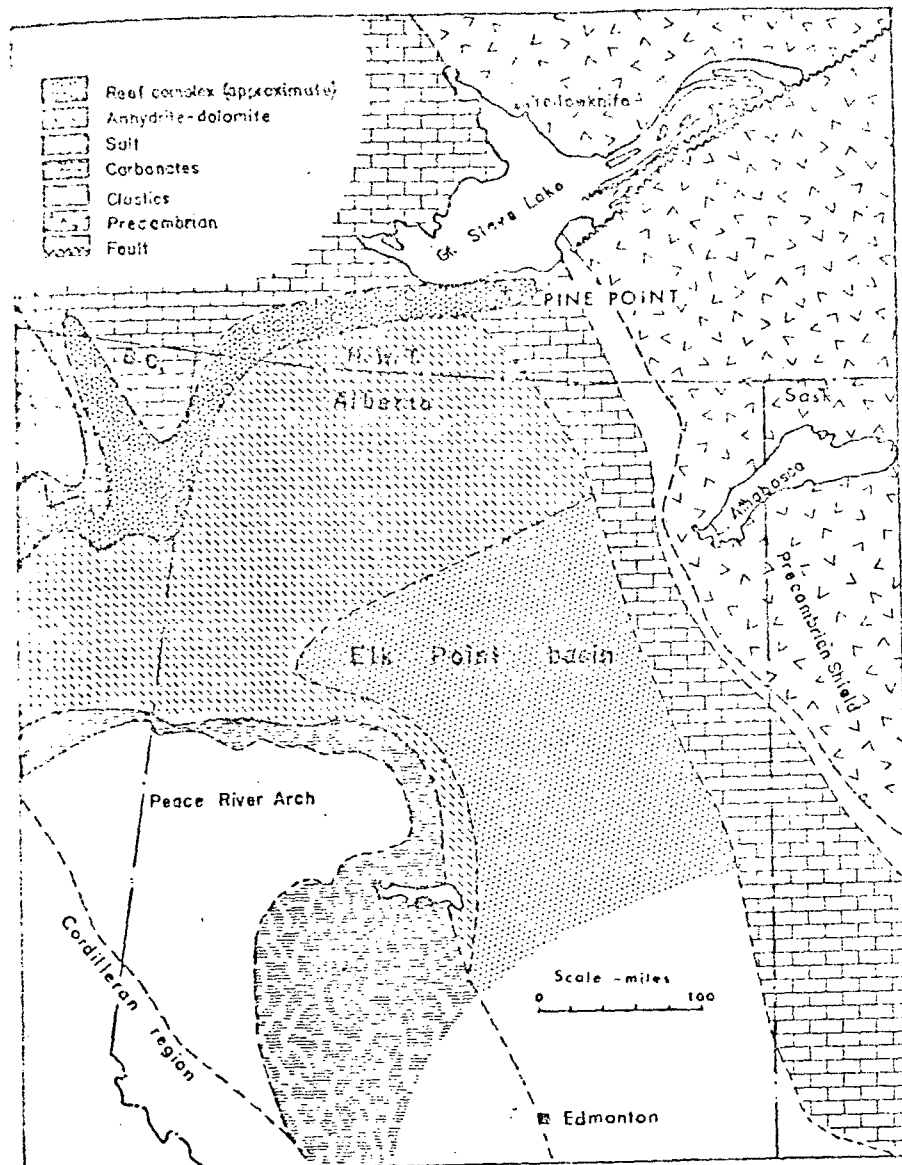 Reef complex (approximate)
Anhydrite-dolomite
Salt
Carbonates
Clastics
Precambrian
Fault
Yellowknife
Gt. Slave Lake
PINE POINT
B.C.
N.W.T.
Alberta
Sask
Athabasca
Precambrian Shield
Elk Point basin
Peace River Arch
Cordilleran region
Scale -miles
0 100
Edmonton